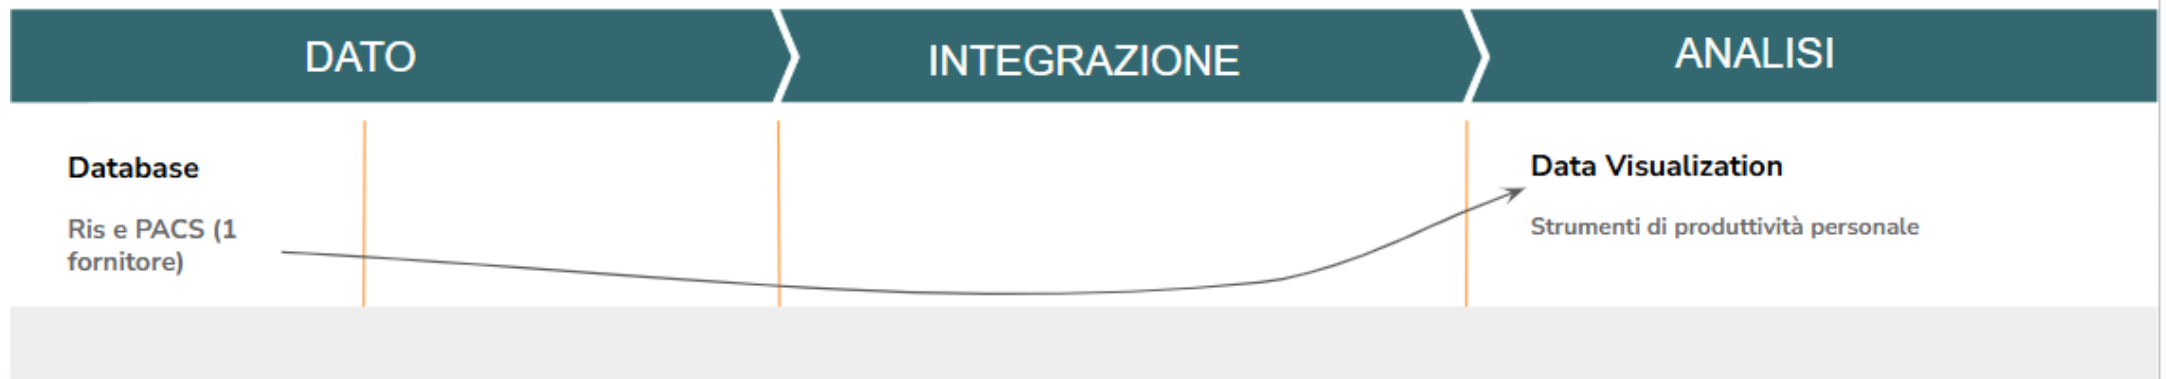 DATO
INTEGRAZIONE
ANALISI
Database
Ris e PACS (1
fornitore)
Data Visualization
Strumenti di produttività personale